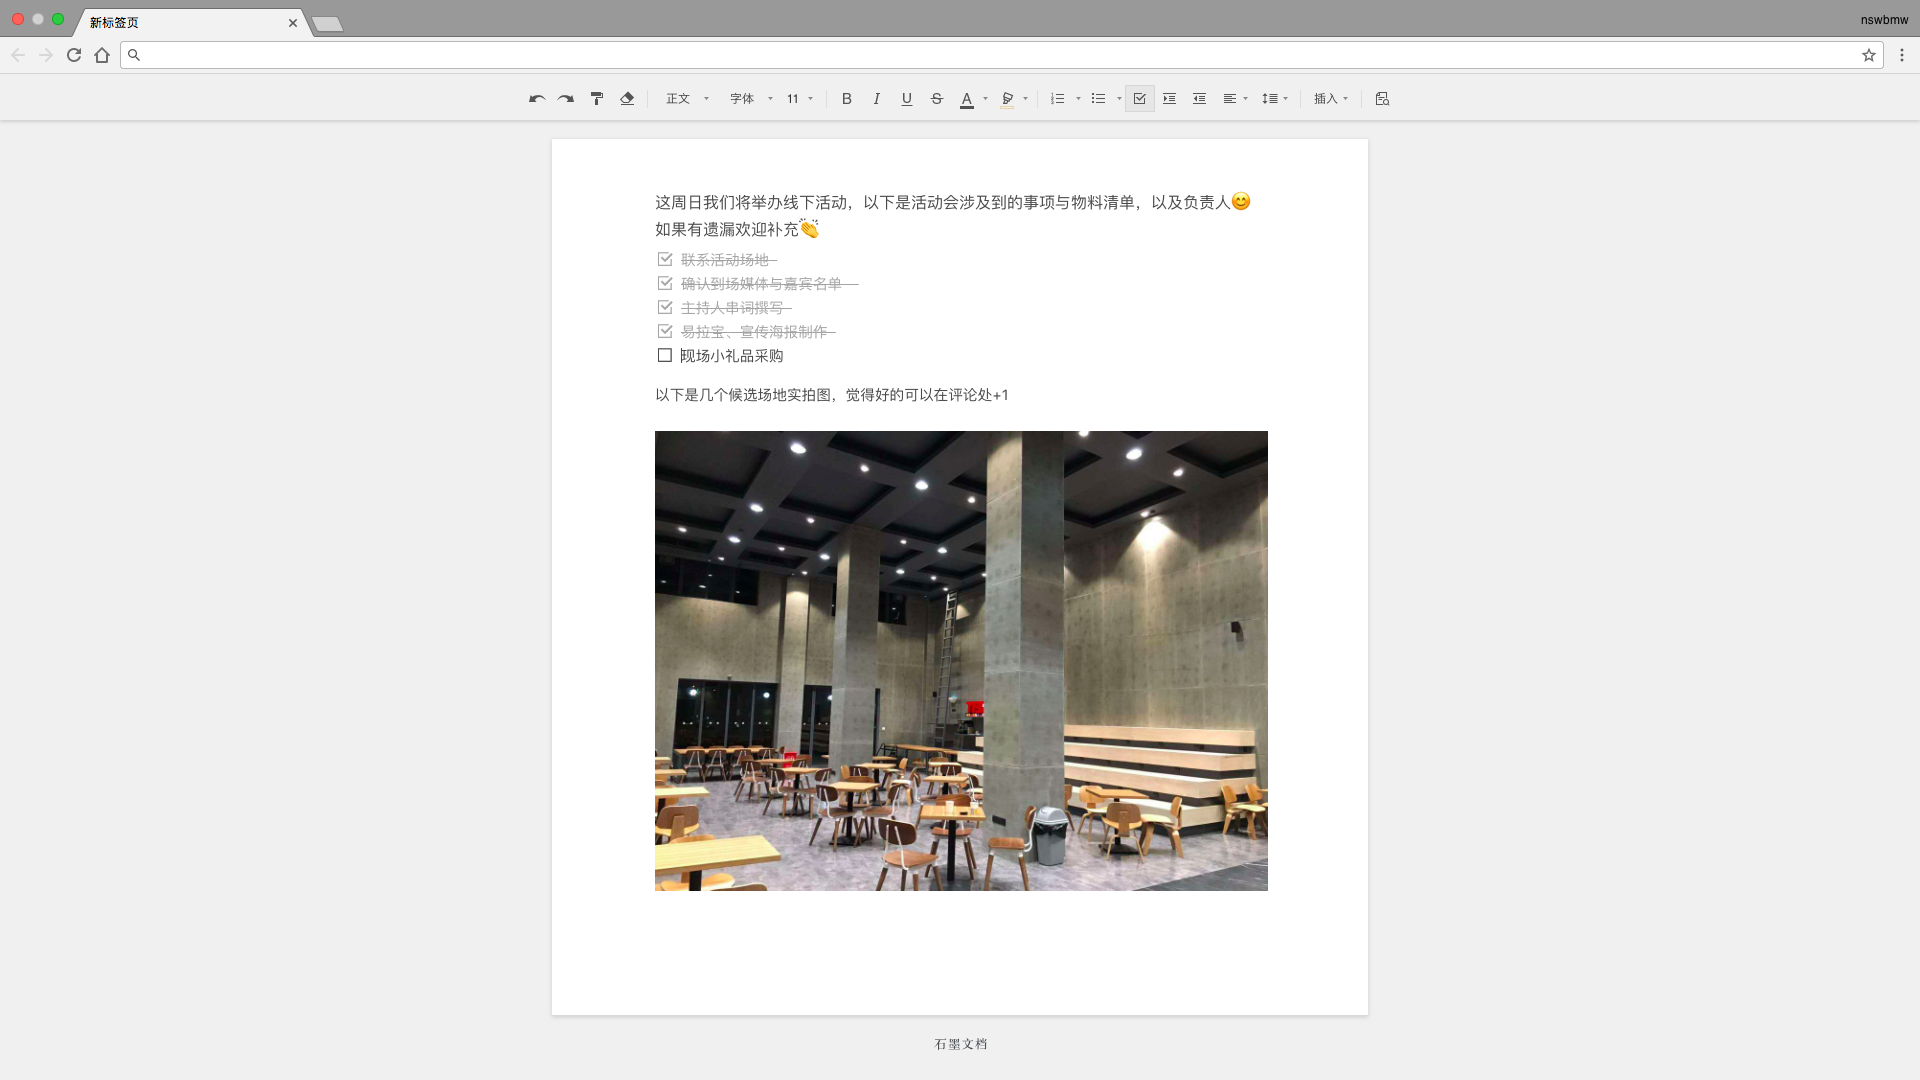 新标签页
nswbmw
正文 字体 11 B I U S A 插入
这周日我们将举办线下活动，以下是活动会涉及到的事项与物料清单，以及负责人😊
如果有遗漏欢迎补充👏
联系活动场地
确认到场媒体与嘉宾名单
主持人串词撰写
易拉宝、宣传海报制作
现场小礼品采购
以下是几个候选场地实拍图，觉得好的可以在评论处+1
石墨文档